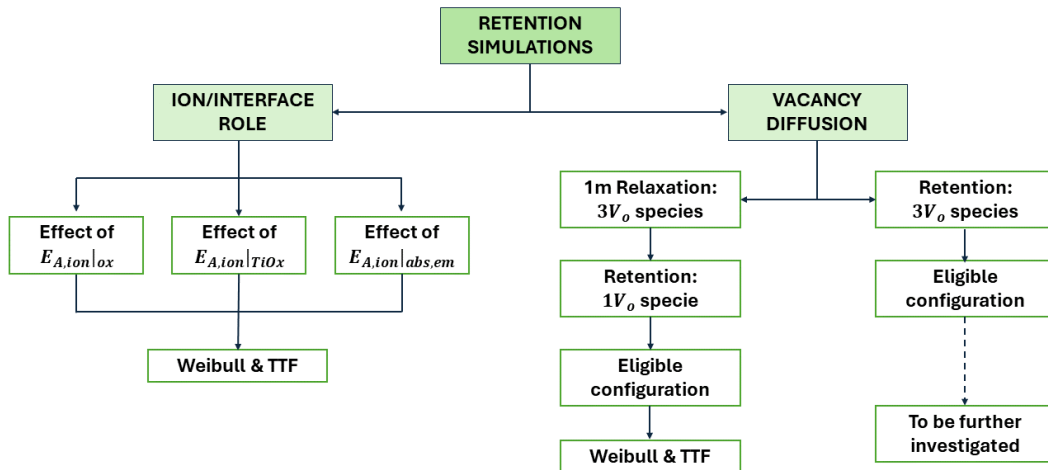 RETENTION
SIMULATIONS
ION/INTERFACE
ROLE
VACANCY
DIFFUSION
Effect of
E_{A,ion}|_{ox}
Effect of
E_{A,ion}|_{TiOx}
Effect of
E_{A,ion}|_{abs,em}
Weibull & TTF
1m Relaxation:
3V_o species
Retention:
1V_o specie
Eligible
configuration
Weibull & TTF
Retention:
3V_o species
Eligible
configuration
To be further
investigated